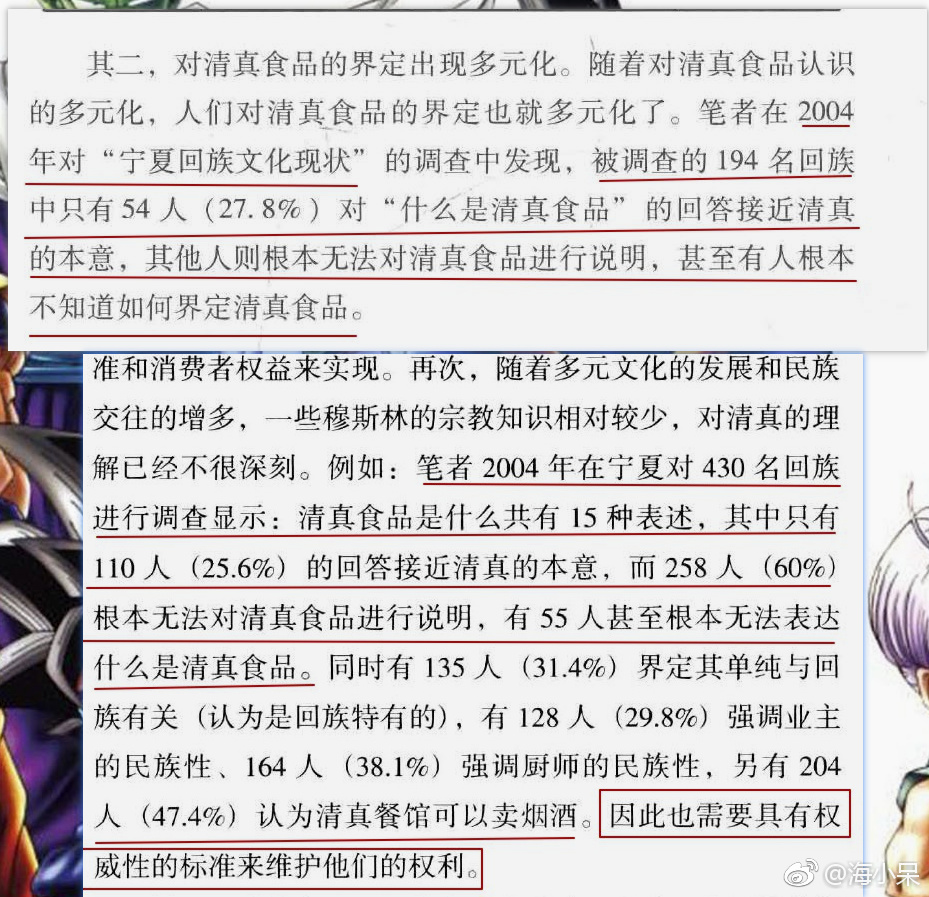 其二，对清真食品的界定出现多元化。随着对清真食品认识
的多元化，人们对清真食品的界定也就多元化了。笔者在 2004
年对“宁夏回族文化现状”的调查中发现，被调查的 194 名回族
中只有 54 人（27.8%）对“什么是清真食品”的回答接近清真
的本意，其他人则根本无法对清真食品进行说明，甚至有人根本
不知道如何界定清真食品。
准和消费者权益来实现。再次，随着多元文化的发展和民族
交往的增多，一些穆斯林的宗教知识相对较少，对清真的理
解已经不很深刻。例如：笔者 2004 年在宁夏对 430 名回族
进行调查显示：清真食品是什么共有 15 种表述，其中只有
110 人（25.6%）的回答接近清真的本意，而 258 人（60%）
根本无法对清真食品进行说明，有 55 人甚至根本无法表达
什么是清真食品。同时有 135 人（31.4%）界定其单纯与回
族有关（认为是回族特有的），有 128 人（29.8%）强调业主
的民族性、164 人（38.1%）强调厨师的民族性，另有 204
人（47.4%）认为清真餐馆可以卖烟酒。因此也需要具有权
威性的标准来维护他们的权利。
@海小呆